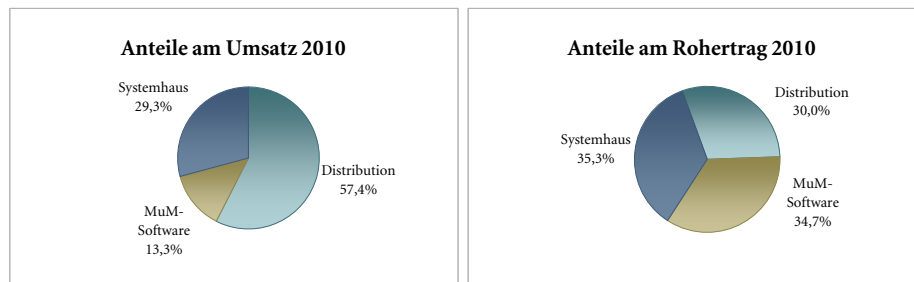 Anteile am Umsatz 2010
Systemhaus
29,3%
Distribution
57,4%
MuM-
Software
13,3%
Anteile am Rohertrag 2010
Distribution
30,0%
Systemhaus
35,3%
MuM-
Software
34,7%